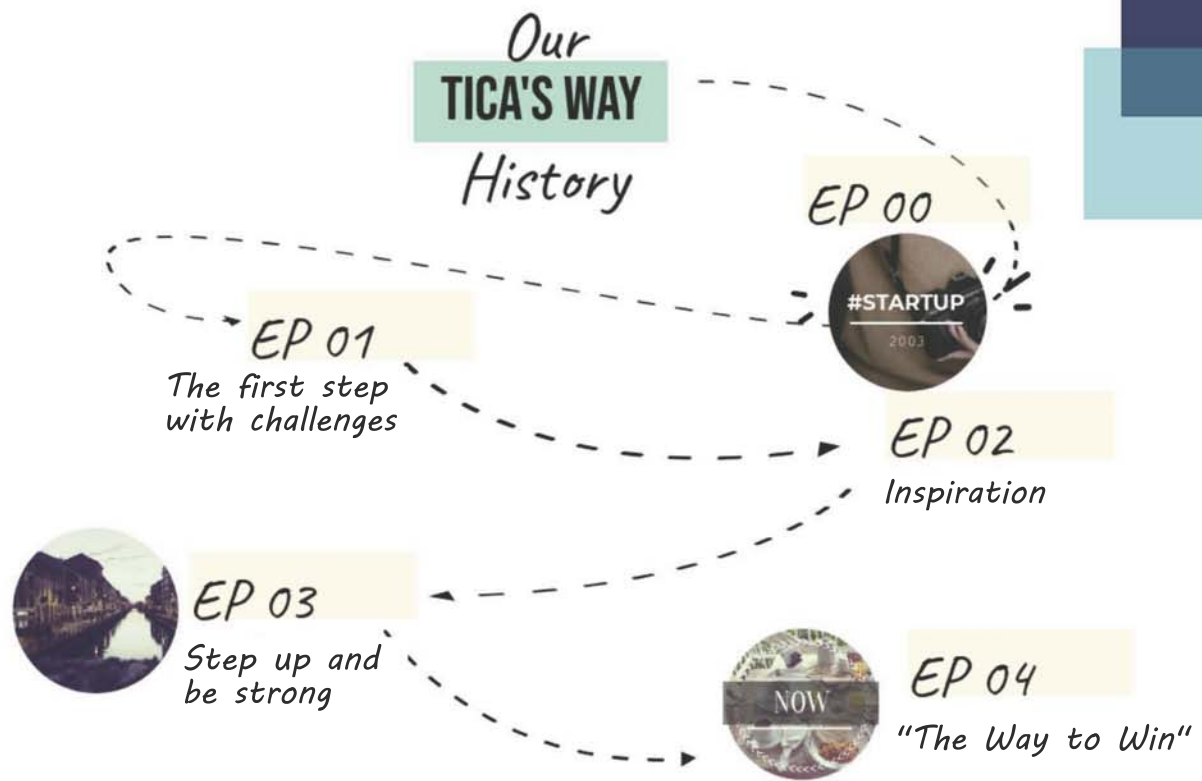 Our
TICA'S WAY
History
EP 00
#STARTUP
2003
EP 01
The first step
with challenges
EP 02
Inspiration
EP 03
Step up and
be strong
NOW
EP 04
“The Way to Win“